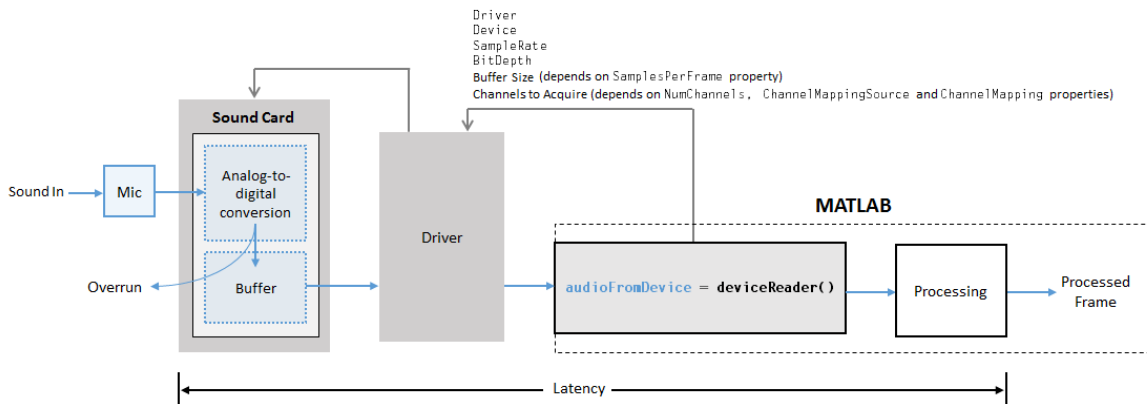 Driver
Device
SampleRate
BitDepth
Buffer Size (depends on SamplesPerFrame property)
Channels to Acquire (depends on NumChannels, ChannelMappingSource and ChannelMapping properties)
Sound Card
Sound In
Mic
Analog-to-
digital
conversion
Overrun
Buffer
Driver
MATLAB
audioFromDevice = deviceReader()
Processing
Processed
Frame
Latency